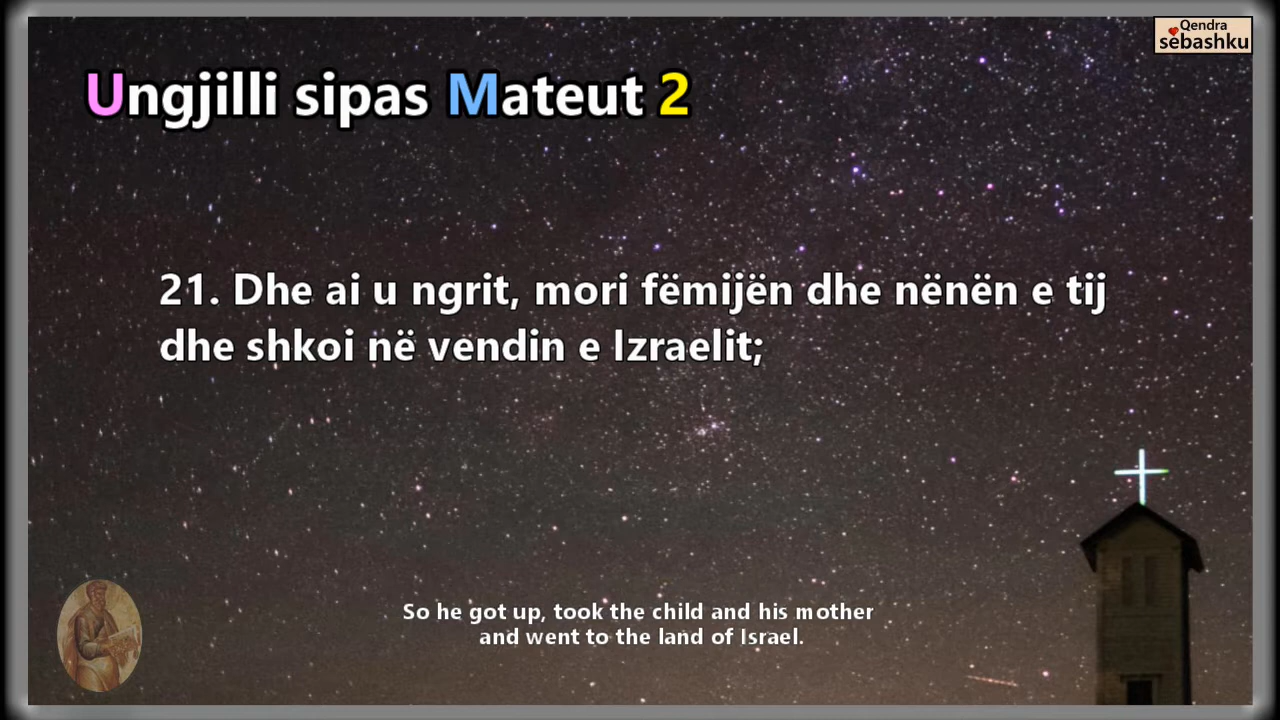 Qendra
sebashku
Ungjilli sipas Mateut 2
21. Dhe ai u ngrit, mori fëmijën dhe nënën e tij
dhe shkoi në vendin e Izraelit;
So he got up, took the child and his mother
and went to the land of Israel.